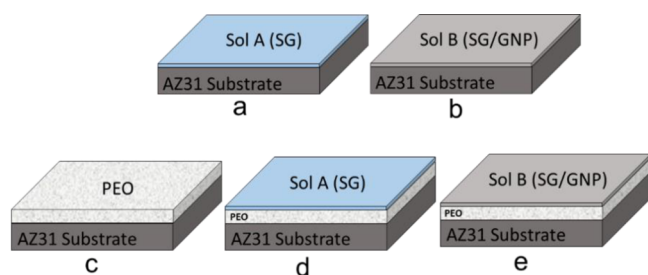 Sol A (SG)
AZ31 Substrate
a
Sol B (SG/GNP)
AZ31 Substrate
b
PEO
AZ31 Substrate
c
Sol A (SG)
PEO
AZ31 Substrate
d
Sol B (SG/GNP)
PEO
AZ31 Substrate
e